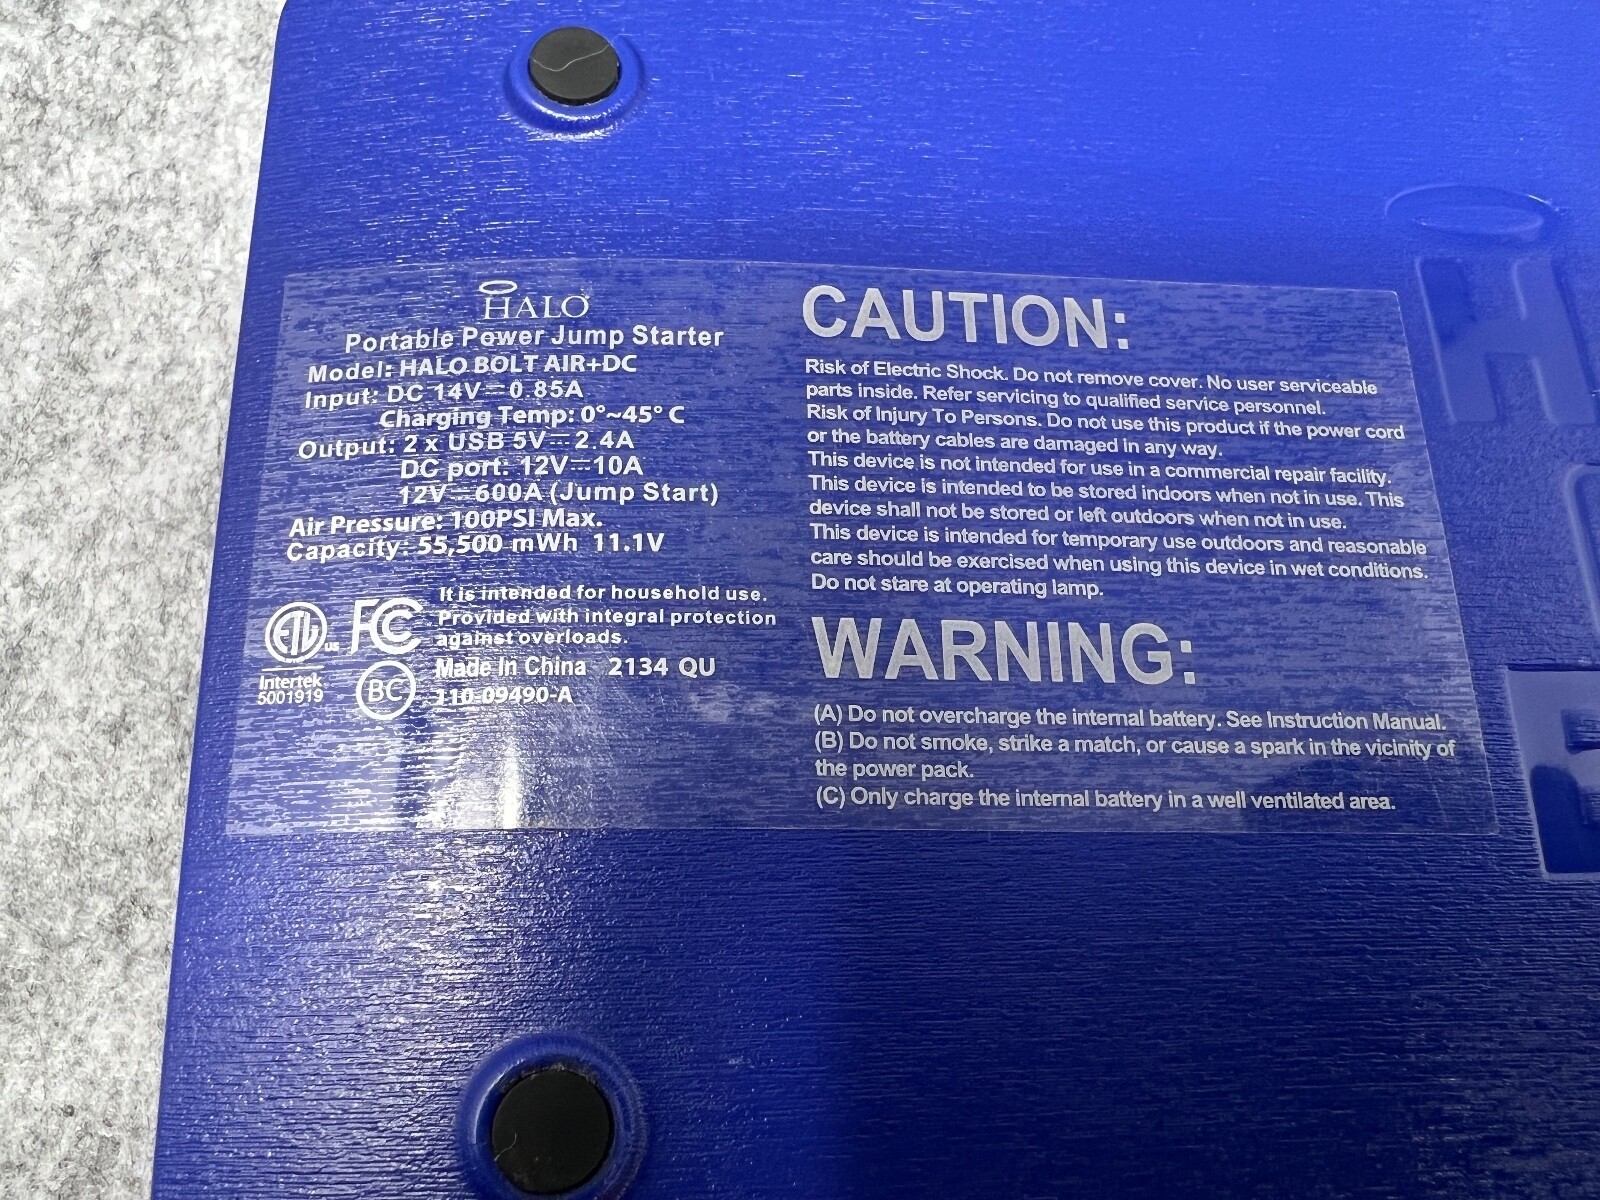 HALO
Portable Power Jump Starter
Model: HALO BOLT AIR+DC
Input: DC 14V⎓0.85A
Charging Temp: 0°~45° C
Output: 2 x USB 5V⎓2.4A
DC port: 12V⎓10A
12V⎓600A (Jump Start)
Air Pressure: 100PSI Max.
Capacity: 55,500 mWh 11.1V
It is intended for household use.
Provided with integral protection
against overloads.
Made In China 2134 QU
110-09490-A
ETL US
Intertek
5001919
FC
BC
CAUTION:
Risk of Electric Shock. Do not remove cover. No user serviceable
parts inside. Refer servicing to qualified service personnel.
Risk of Injury To Persons. Do not use this product if the power cord
or the battery cables are damaged in any way.
This device is not intended for use in a commercial repair facility.
This device is intended to be stored indoors when not in use. This
device shall not be stored or left outdoors when not in use.
This device is intended for temporary use outdoors and reasonable
care should be exercised when using this device in wet conditions.
Do not stare at operating lamp.
WARNING:
(A) Do not overcharge the internal battery. See Instruction Manual.
(B) Do not smoke, strike a match, or cause a spark in the vicinity of
the power pack.
(C) Only charge the internal battery in a well ventilated area.
H